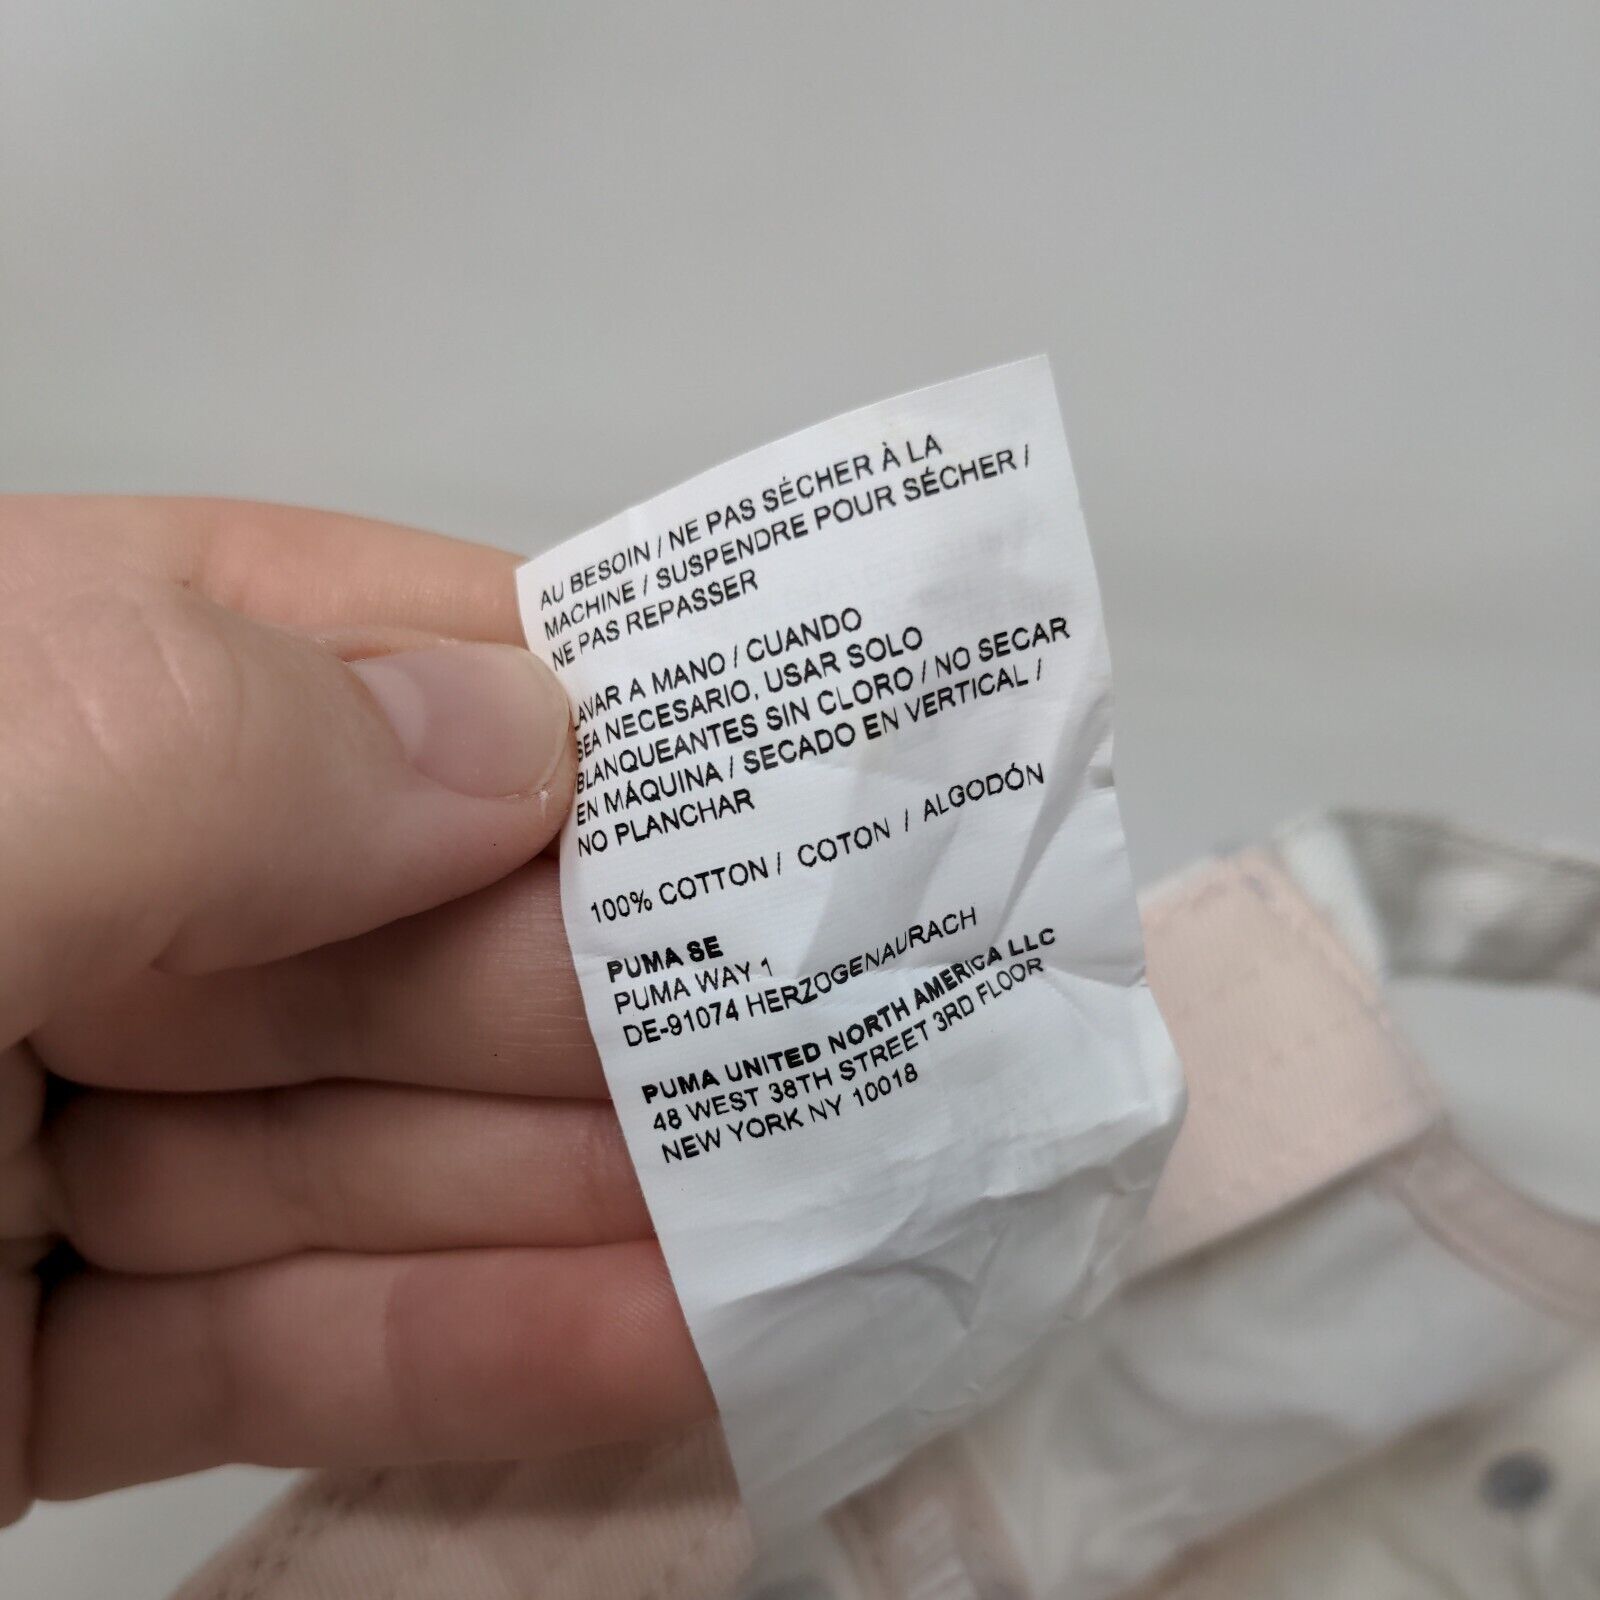 AU BESOIN / NE PAS SÉCHER À LA
MACHINE / SUSPENDRE POUR SÉCHER /
NE PAS REPASSER
LAVAR A MANO / CUANDO
SEA NECESARIO, USAR SOLO
BLANQUEANTES SIN CLORO / NO SECAR
EN MÁQUINA / SECADO EN VERTICAL /
NO PLANCHAR
100% COTTON / COTON / ALGODÓN
PUMA SE
PUMA WAY 1
DE-91074 HERZOGENAURACH
PUMA UNITED NORTH AMERICA LLC
48 WEST 38TH STREET 3RD FLOOR
NEW YORK NY 10018